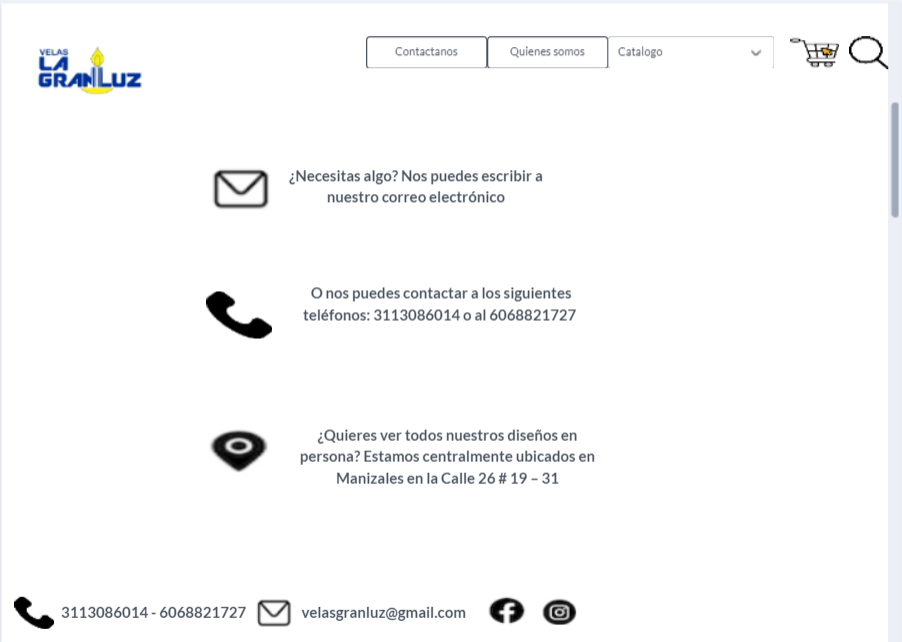 VELAS
LA
GRANLUZ
Contactanos
Quienes somos
Catalogo
¿Necesitas algo? Nos puedes escribir a
nuestro correo electrónico
O nos puedes contactar a los siguientes
teléfonos: 3113086014 o al 6068821727
¿Quieres ver todos nuestros diseños en
persona? Estamos centralmente ubicados en
Manizales en la Calle 26 # 19 – 31
3113086014 - 6068821727
velasgranluz@gmail.com